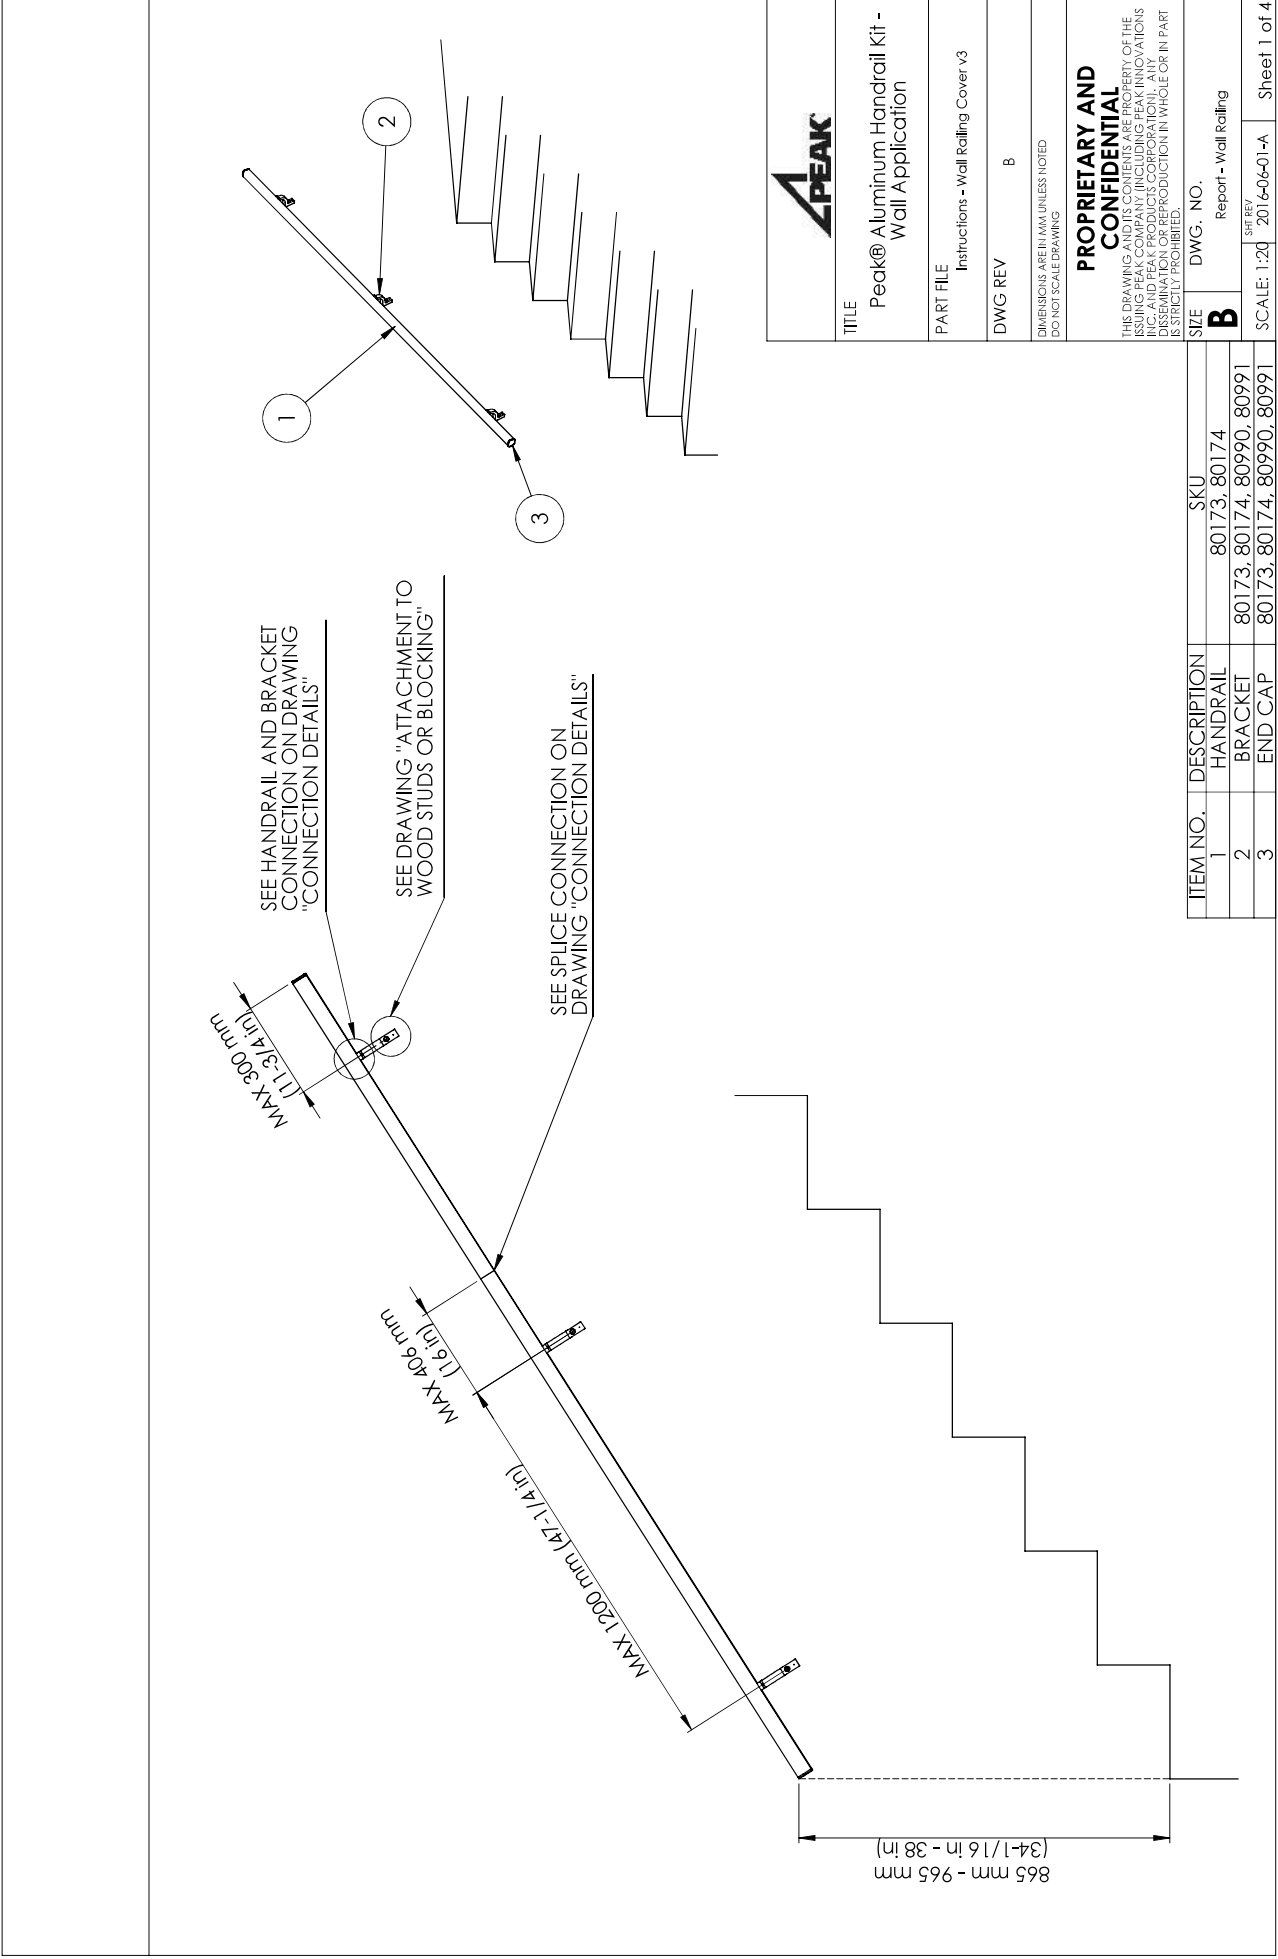 MAX 300 mm
(11-3/4 in)
MAX 406 mm
(16 in)
MAX 1200 mm (47-1/4 in)
865 mm - 965 mm
(34-1/16 in - 38 in)
SEE HANDRAIL AND BRACKET
CONNECTION ON DRAWING
"CONNECTION DETAILS"
SEE DRAWING "ATTACHMENT TO
WOOD STUDS OR BLOCKING"
SEE SPLICE CONNECTION ON
DRAWING "CONNECTION DETAILS"
1
2
3
ITEM NO. DESCRIPTION SKU
1 HANDRAIL 80173, 80174
2 BRACKET 80173, 80174, 80990, 80991
3 END CAP 80173, 80174, 80990, 80991
PEAK
TITLE
Peak® Aluminum Handrail Kit -
Wall Application
PART FILE
Instructions - Wall Railing Cover v3
DWG REV
B
DIMENSIONS ARE IN MM UNLESS NOTED
DO NOT SCALE DRAWING
PROPRIETARY AND
CONFIDENTIAL
THIS DRAWING AND ITS CONTENTS ARE PROPERTY OF THE
ISSUING PEAK COMPANY (INCLUDING PEAK INNOVATIONS
INC. AND PEAK PRODUCTS CORPORATION). ANY
DISSEMINATION OR REPRODUCTION IN WHOLE OR IN PART
IS STRICTLY PROHIBITED.
SIZE DWG. NO.
B Report - Wall Railing
SCALE: 1:20 SHT REV 2016-06-01-A Sheet 1 of 4